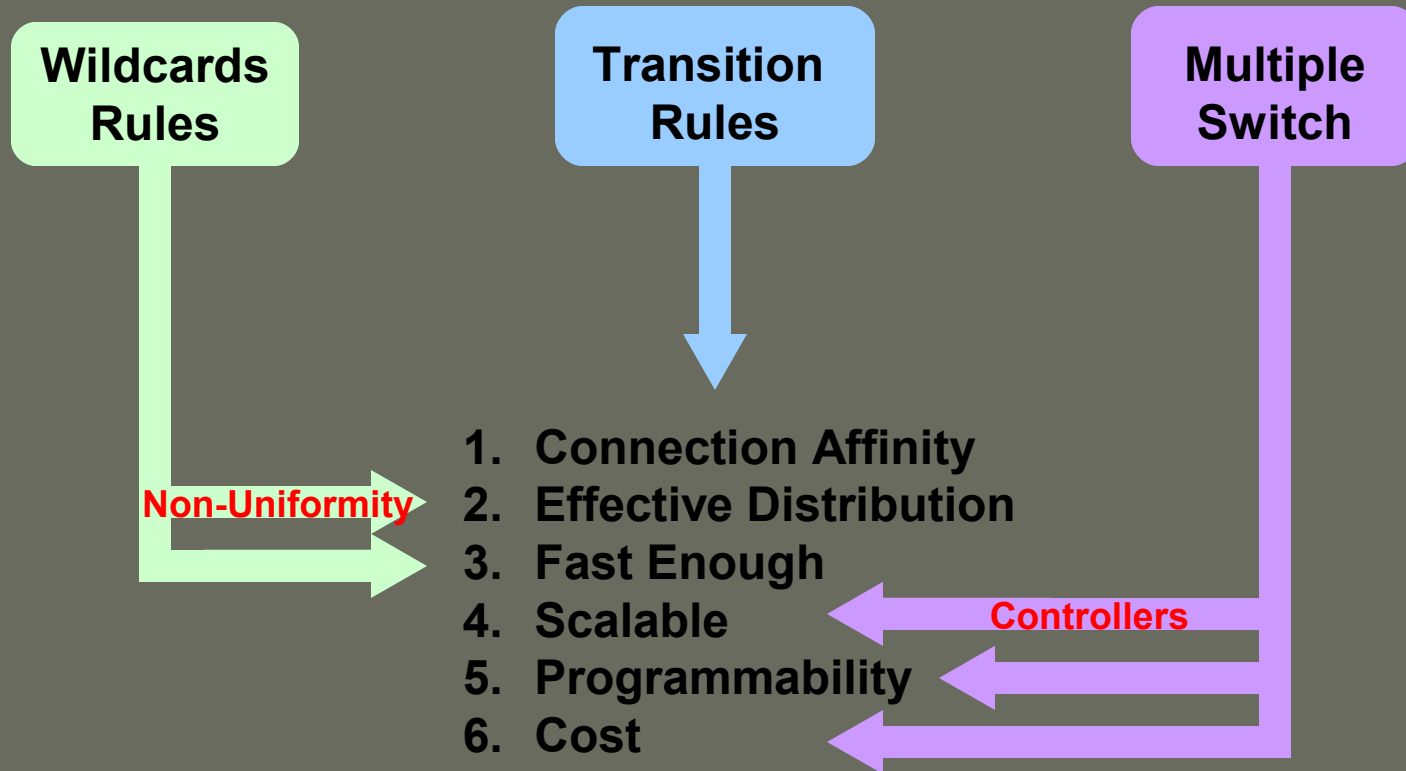 Wildcards
Rules
Transition
Rules
Multiple
Switch
1. Connection Affinity
Non-Uniformity
2. Effective Distribution
3. Fast Enough
4. Scalable
Controllers
5. Programmability
6. Cost